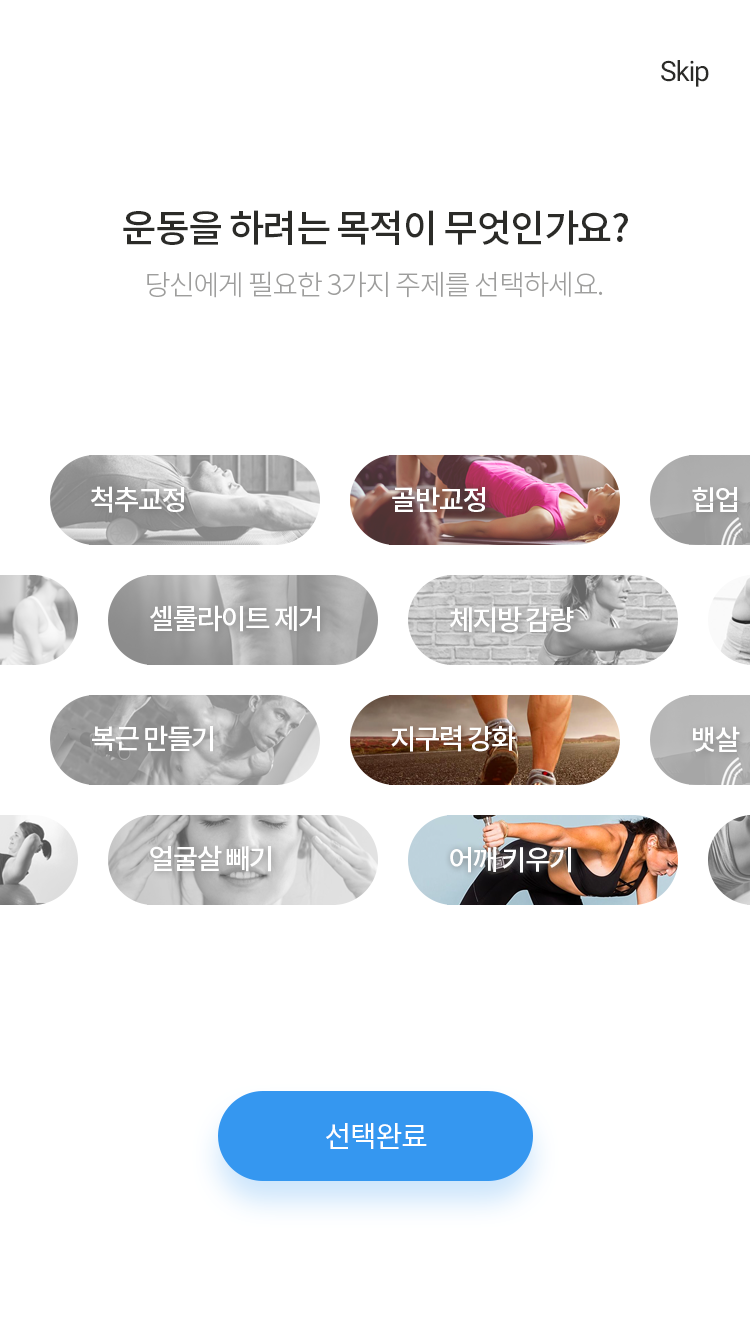 Skip
운동을 하려는 목적이 무엇인가요?
당신에게 필요한 3가지 주제를 선택하세요.
척추교정 골반교정 힙업
셀룰라이트 제거 체지방 감량
복근 만들기 지구력 강화 뱃살
얼굴살 빼기 어깨 키우기
선택완료